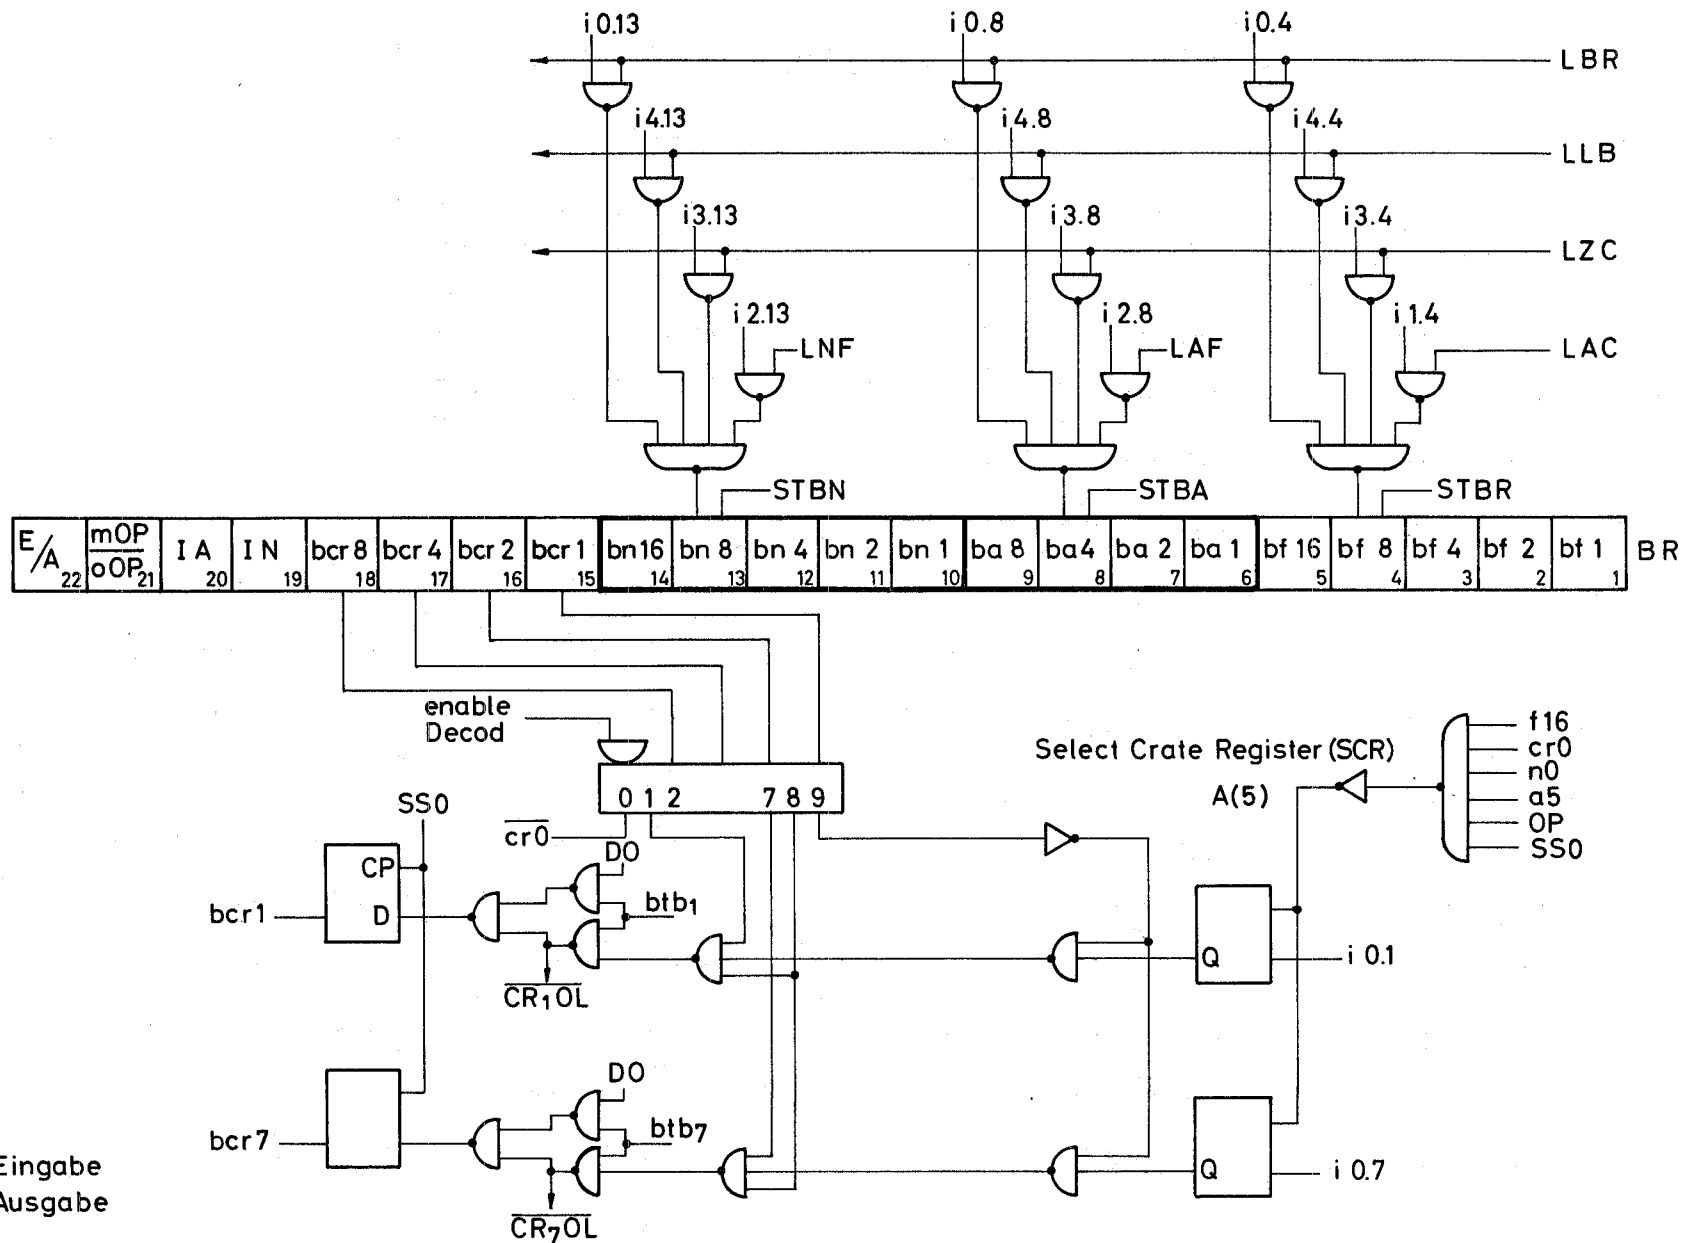 i 0.13 i 0.8 i 0.4
LBR
i 4.13 i 4.8 i 4.4
LLB
i 3.13 i 3.8 i 3.4
LZC
i 2.13 i 2.8 i 1.4
LNF LAF LAC
STBN STBA STBR
E/A 22 mOP/oOP 21 IA 20 IN 19 bcr 8 18 bcr 4 17 bcr 2 16 bcr 1 15 bn 16 14 bn 8 13 bn 4 12 bn 2 11 bn 1 10 ba 8 9 ba 4 8 ba 2 7 ba 1 6 bf 16 5 bf 8 4 bf 4 3 bf 2 2 bf 1 1 BR
enable
Decod
Select Crate Register (SCR)
A(5)
f16
cr0
n0
a5
OP
SS0
0 1 2 7 8 9
SS0
c̅r̅0̅
DO
CP
D
bcr1
btb₁
Q
i 0.1
C̅R̅₁̅O̅L̅
DO
bcr7
btb₇
Q
i 0.7
C̅R̅₇̅O̅L̅
Eingabe
Ausgabe